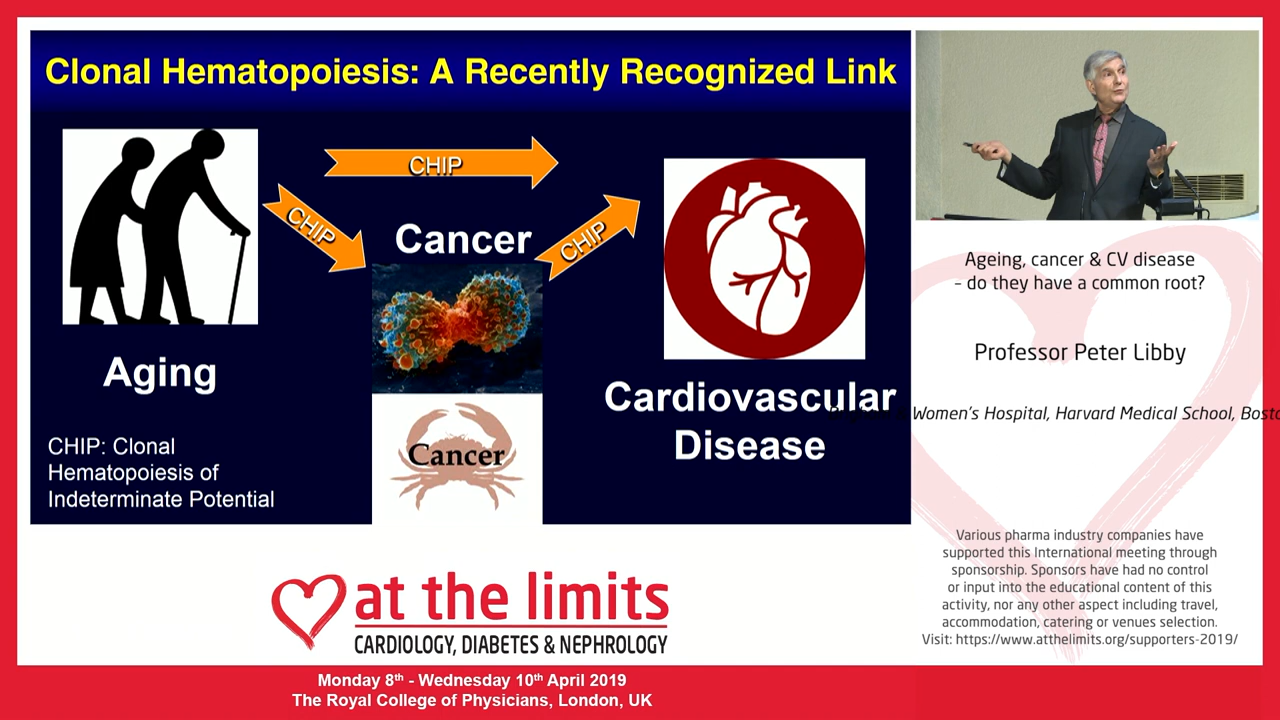 Clonal Hematopoiesis: A Recently Recognized Link
CHIP
CHIP
CHIP
Cancer
Aging
Cancer
Cardiovascular
Disease
CHIP: Clonal
Hematopoiesis of
Indeterminate Potential
Ageing, cancer & CV disease
– do they have a common root?
Professor Peter Libby
Women's Hospital, Harvard Medical School,
Various pharma industry companies have
supported this International meeting through
sponsorship. Sponsors have had no control
or input into the educational content of this
activity, nor any other aspect including travel,
accommodation, catering or venues selection.
Visit: https://www.atthelimits.org/supporters-2019/
at the limits
CARDIOLOGY, DIABETES & NEPHROLOGY
Monday 8th - Wednesday 10th April 2019
The Royal College of Physicians, London, UK